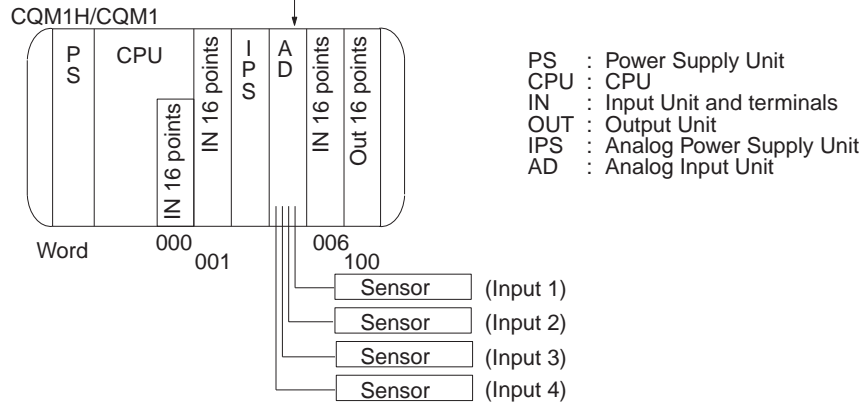 CQM1H/CQM1
PS
CPU
IN 16 points
IN 16 points
IPS
AD
IN 16 points
Out 16 points
PS : Power Supply Unit
CPU : CPU
IN : Input Unit and terminals
OUT : Output Unit
IPS : Analog Power Supply Unit
AD : Analog Input Unit
Word 000 006
001 100
Sensor (Input 1)
Sensor (Input 2)
Sensor (Input 3)
Sensor (Input 4)